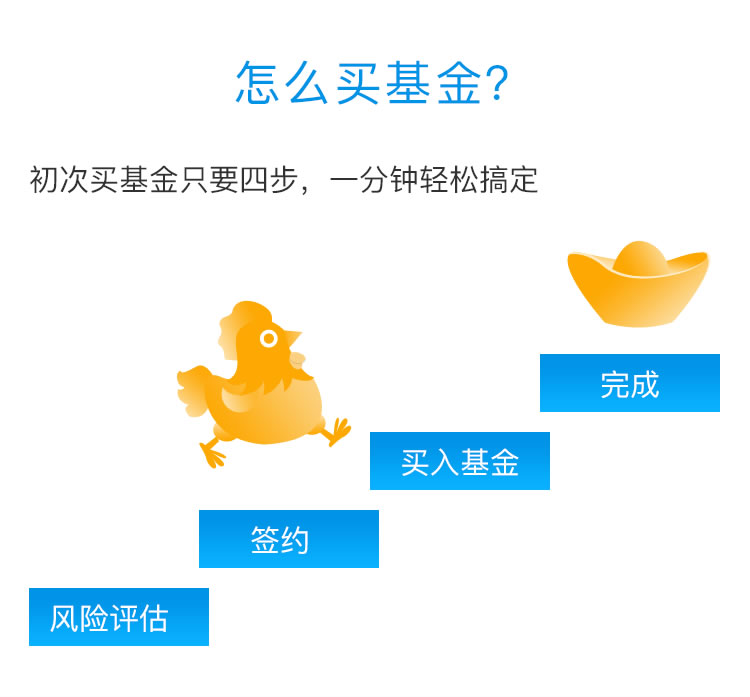 怎么买基金?
初次买基金只要四步，一分钟轻松搞定
完成
买入基金
签约
风险评估